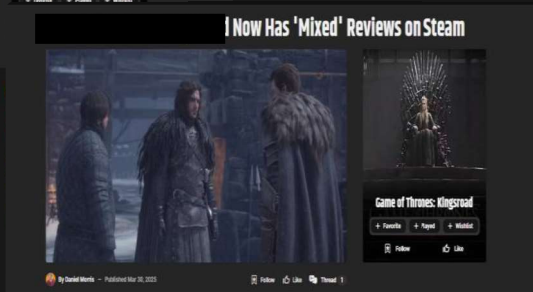 d Now Has 'Mixed' Reviews on Steam
Game of Thrones: Kingsroad
+ Favorite + Played + Wishlist
Follow Like
By Daniel Morris — Published Mar 30, 2025
Follow Like Thread 1